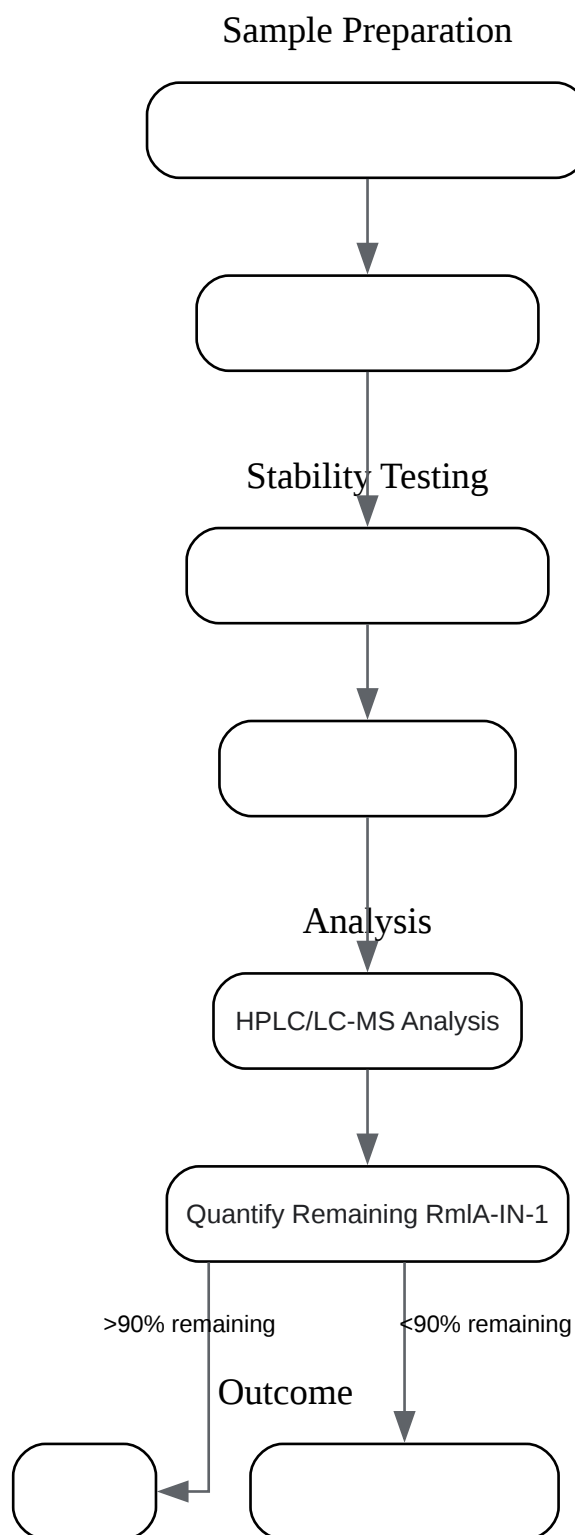 Sample Preparation
Stability Testing
Analysis
HPLC/LC-MS Analysis
Quantify Remaining RmlA-IN-1
>90% remaining
<90% remaining
Outcome